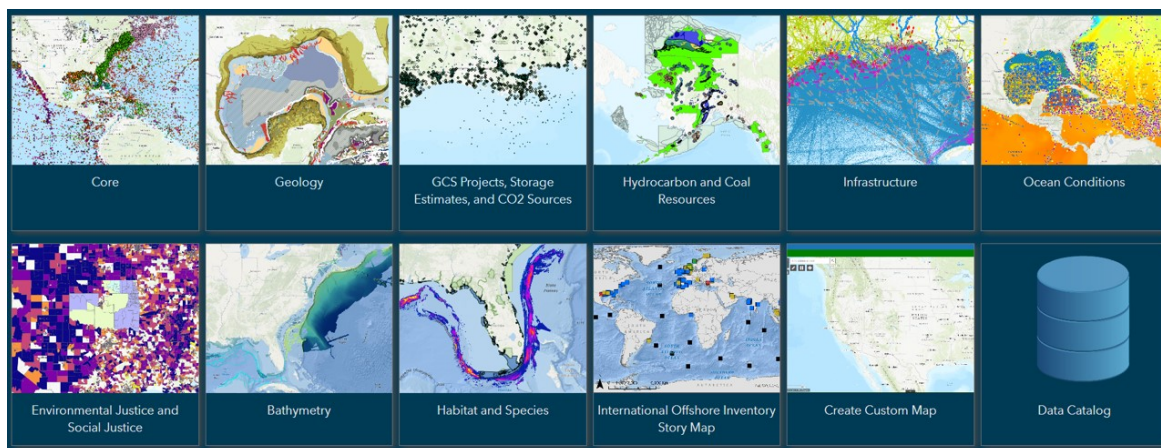 Core
Geology
GCS Projects, Storage
Estimates, and CO2 Sources
Hydrocarbon and Coal
Resources
Infrastructure
Ocean Conditions
Environmental Justice and
Social Justice
Bathymetry
Habitat and Species
International Offshore Inventory
Story Map
Create Custom Map
Data Catalog